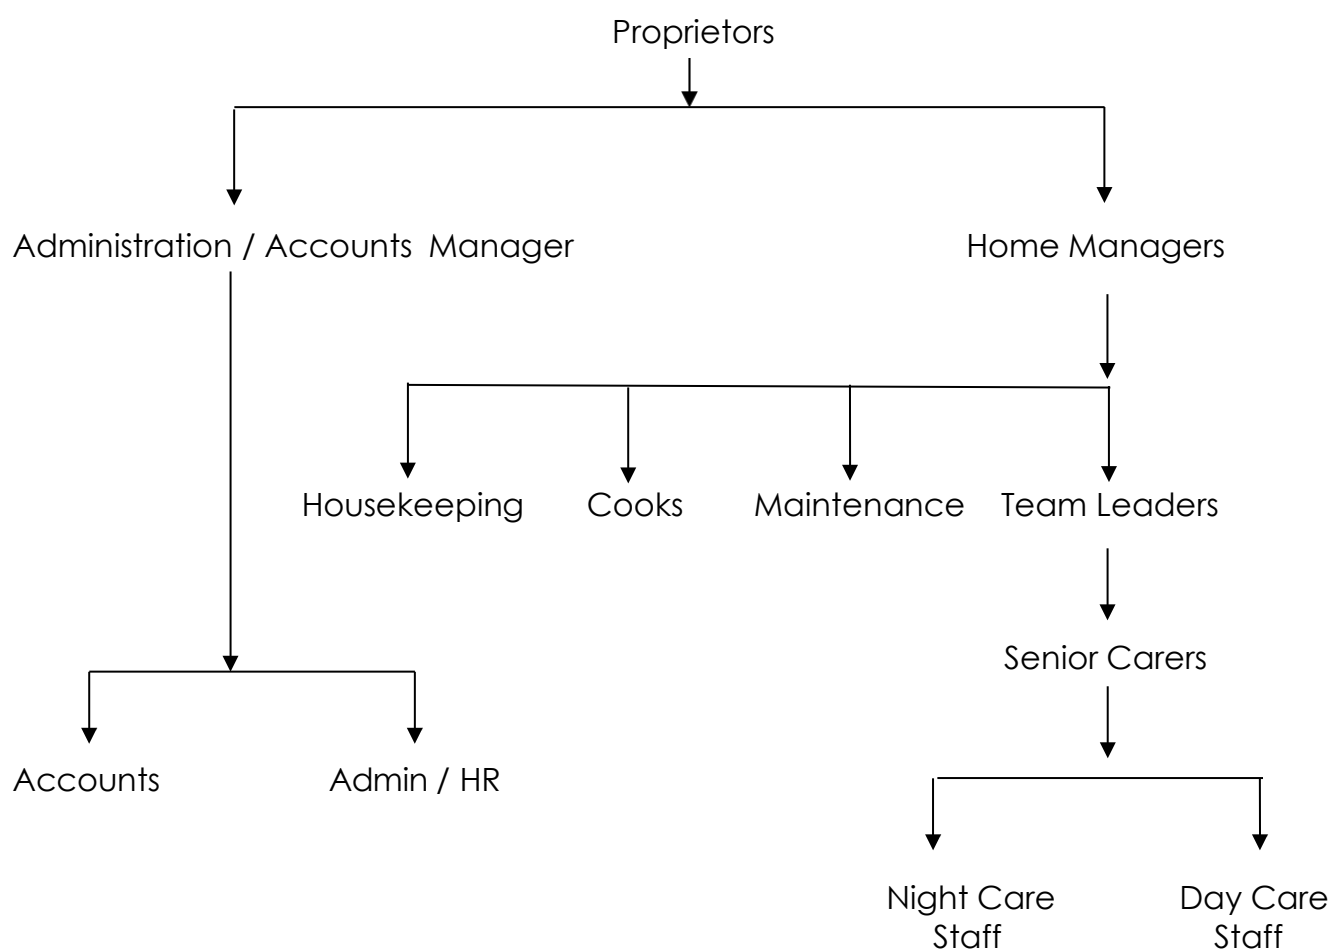 Proprietors
Administration / Accounts  Manager
Home Managers
Housekeeping
Cooks
Maintenance
Team Leaders
Senior Carers
Accounts
Admin / HR
Night Care
Staff
Day Care
Staff